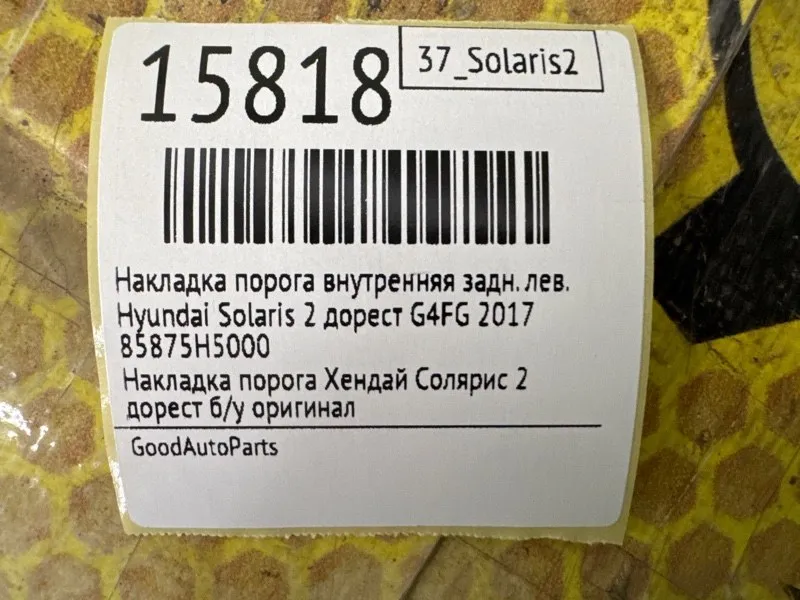 15818
37_Solaris2
Накладка порога внутренняя задн. лев.
Hyundai Solaris 2 дорест G4FG 2017
85875H5000
Накладка порога Хендай Солярис 2
дорест б/у оригинал
GoodAutoParts